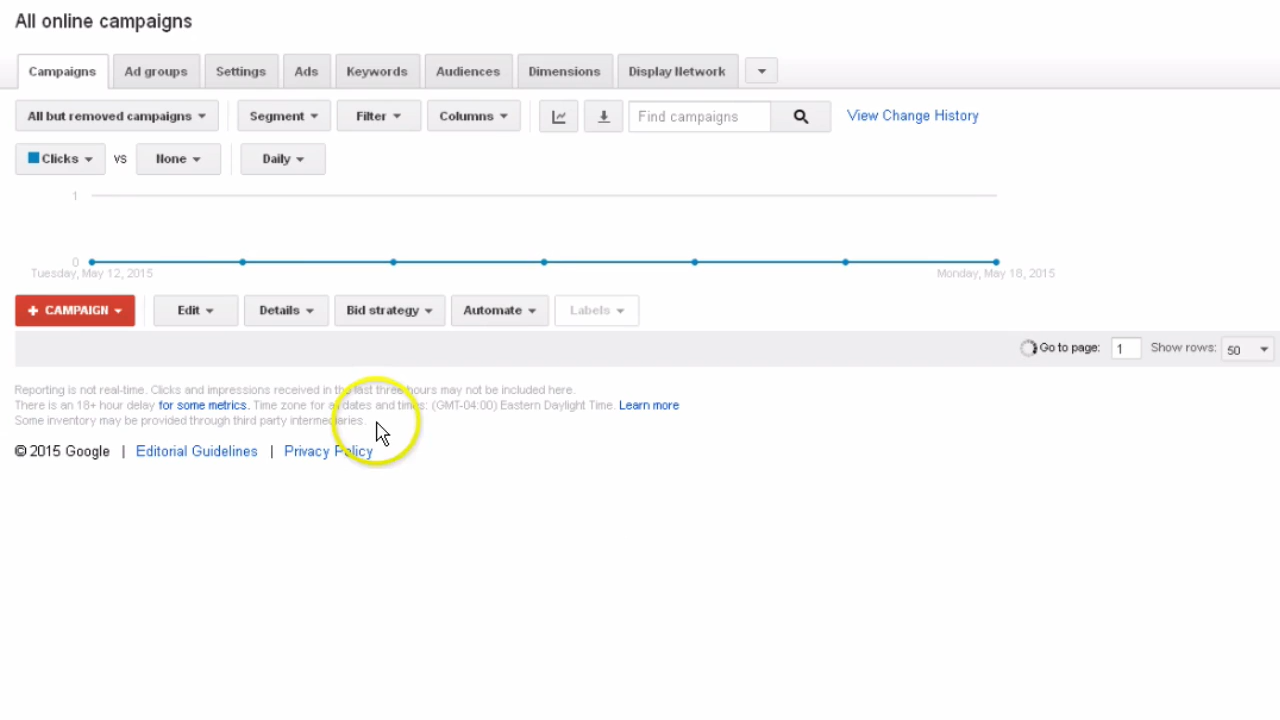 All online campaigns
Campaigns Ad groups Settings Ads Keywords Audiences Dimensions Display Network
All but removed campaigns Segment Filter Columns Find campaigns View Change History
Clicks vs None Daily
1
0
Tuesday, May 12, 2015 Monday, May 18, 2015
+ CAMPAIGN Edit Details Bid strategy Automate Labels
Go to page: 1 Show rows: 50
Reporting is not real-time. Clicks and impressions received in the last three hours may not be included here.
There is an 18+ hour delay for some metrics. Time zone for all dates and times: (GMT-04:00) Eastern Daylight Time. Learn more
Some inventory may be provided through third party intermediaries.
© 2015 Google | Editorial Guidelines | Privacy Policy